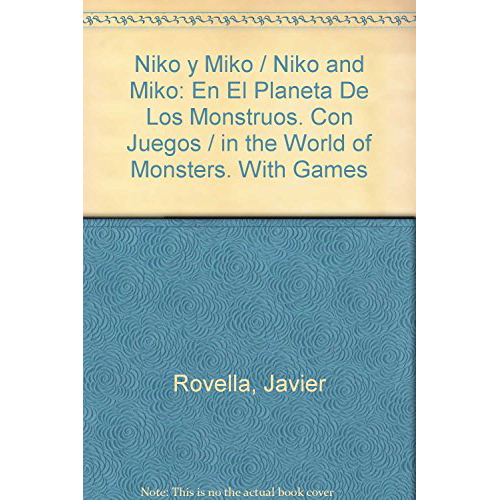 Niko y Miko / Niko and
Miko: En El Planeta De
Los Monstruos. Con
Juegos / in the World of
Monsters. With Games
Rovella, Javier
Note: This is no the actual book cover